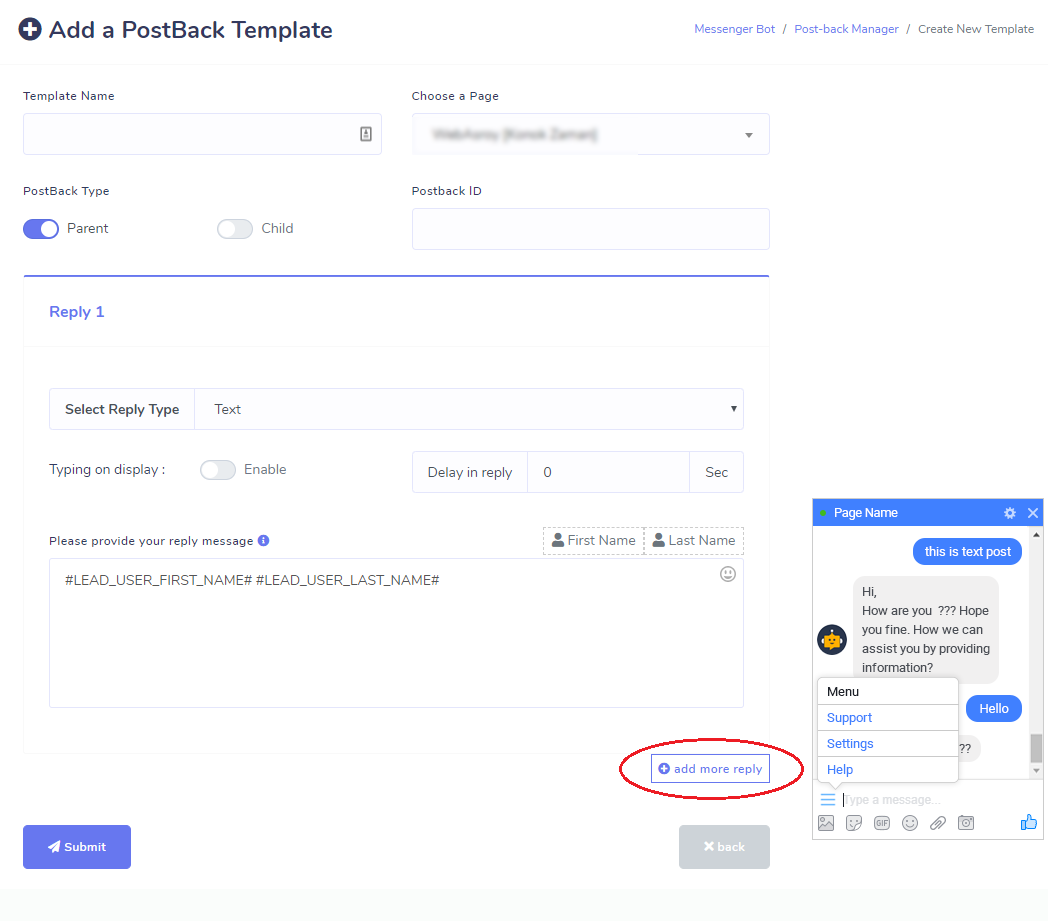 Add a PostBack Template
Messenger Bot / Post-back Manager / Create New Template
Template Name
Choose a Page
PostBack Type
Postback ID
Parent
Child
Reply 1
Select Reply Type
Text
Typing on display :
Enable
Delay in reply
0
Sec
Please provide your reply message
First Name
Last Name
#LEAD_USER_FIRST_NAME# #LEAD_USER_LAST_NAME#
add more reply
Submit
back
Page Name
this is text post
Hi,
How are you ??? Hope
you fine. How we can
assist you by providing
information?
Hello
??
Menu
Support
Settings
Help
Type a message...
GIF